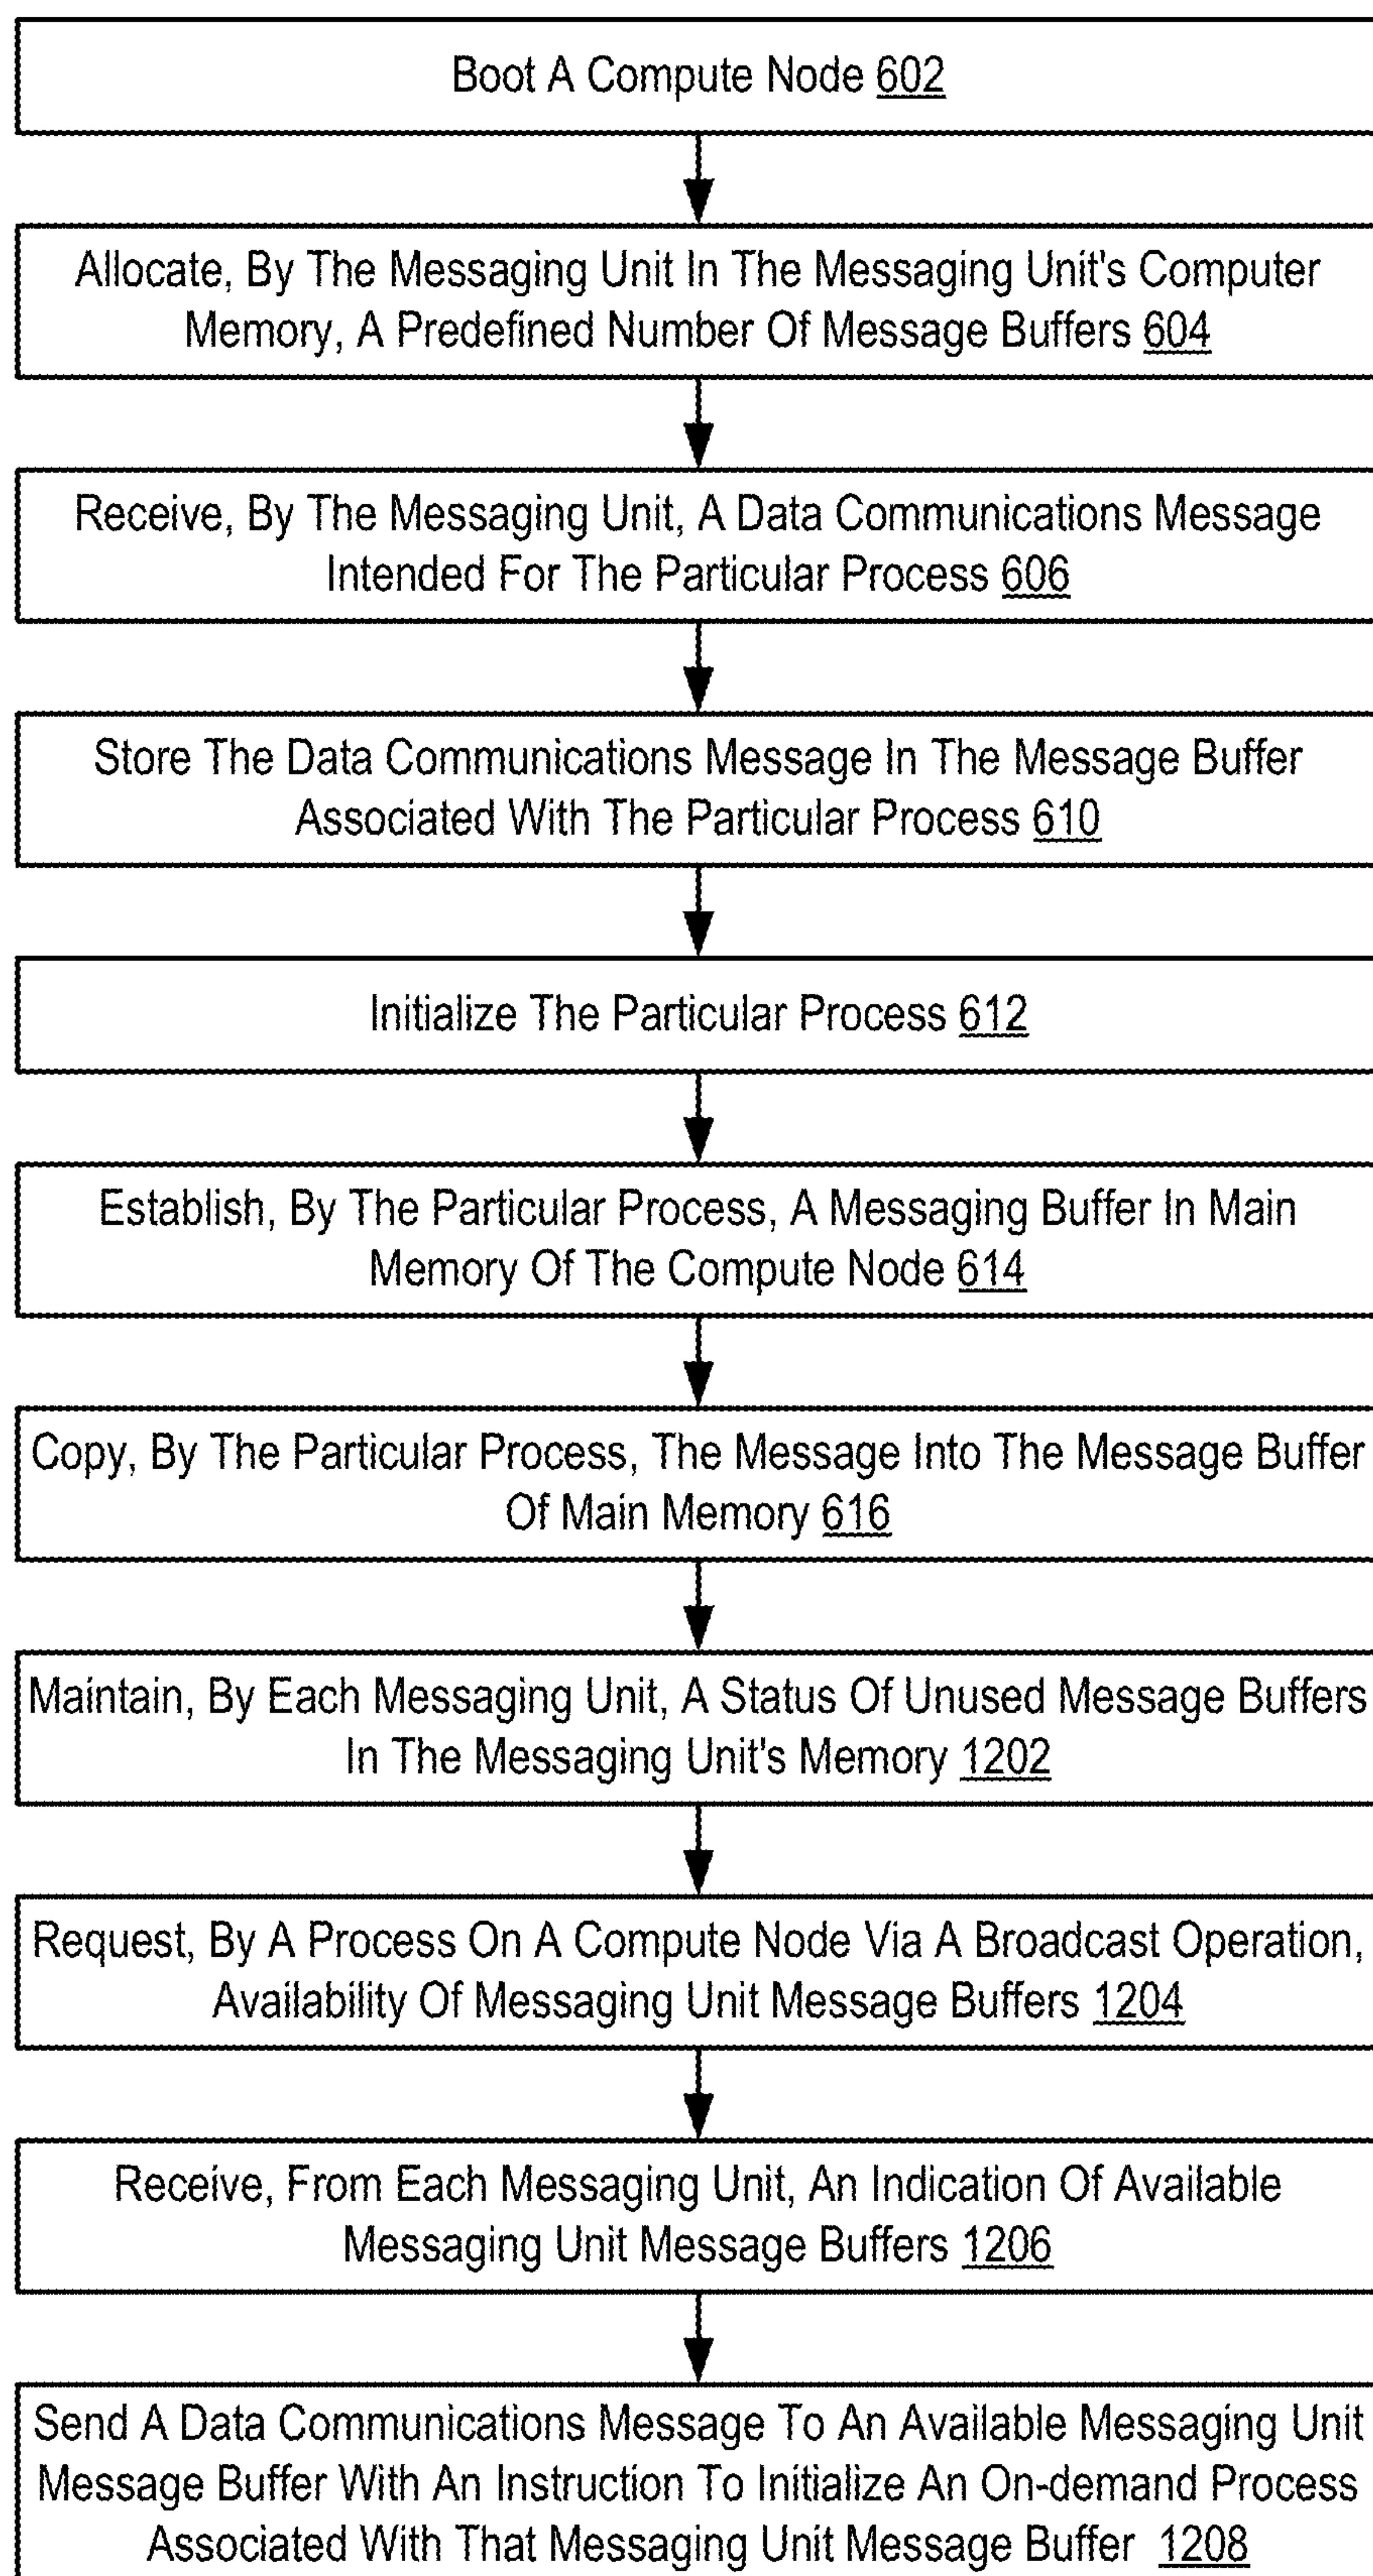 Boot A Compute Node 602
Allocate, By The Messaging Unit In The Messaging Unit's Computer
Memory, A Predefined Number Of Message Buffers 604
Receive, By The Messaging Unit, A Data Communications Message
Intended For The Particular Process 606
Store The Data Communications Message In The Message Buffer
Associated With The Particular Process 610
Initialize The Particular Process 612
Establish, By The Particular Process, A Messaging Buffer In Main
Memory Of The Compute Node 614
Copy, By The Particular Process, The Message Into The Message Buffer
Of Main Memory 616
Maintain, By Each Messaging Unit, A Status Of Unused Message Buffers
In The Messaging Unit's Memory 1202
Request, By A Process On A Compute Node Via A Broadcast Operation,
Availability Of Messaging Unit Message Buffers 1204
Receive, From Each Messaging Unit, An Indication Of Available
Messaging Unit Message Buffers 1206
Send A Data Communications Message To An Available Messaging Unit
Message Buffer With An Instruction To Initialize An On-demand Process
Associated With That Messaging Unit Message Buffer 1208